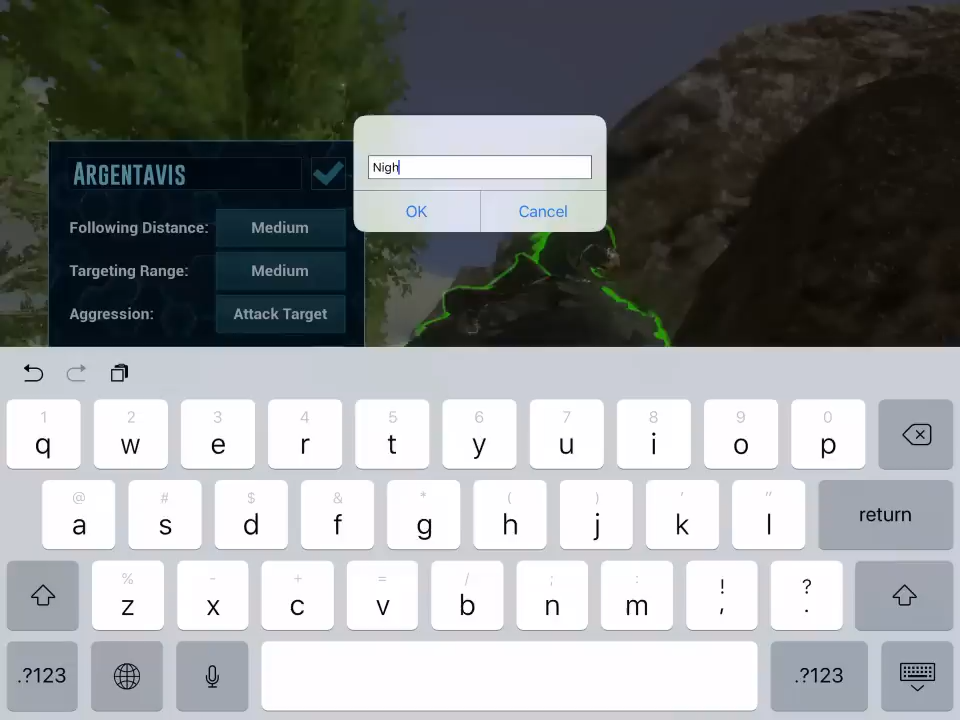 Nigh
OK Cancel
ARGENTAVIS
Following Distance: Medium
Targeting Range: Medium
Aggression: Attack Target
1 2 3 4 5 6 7 8 9 0
q w e r t y u i o p
@ # $ & * ( ) ' "
a s d f g h j k l return
% - + = / ; : ! ?
z x c v b n m , .
.?123 .?123